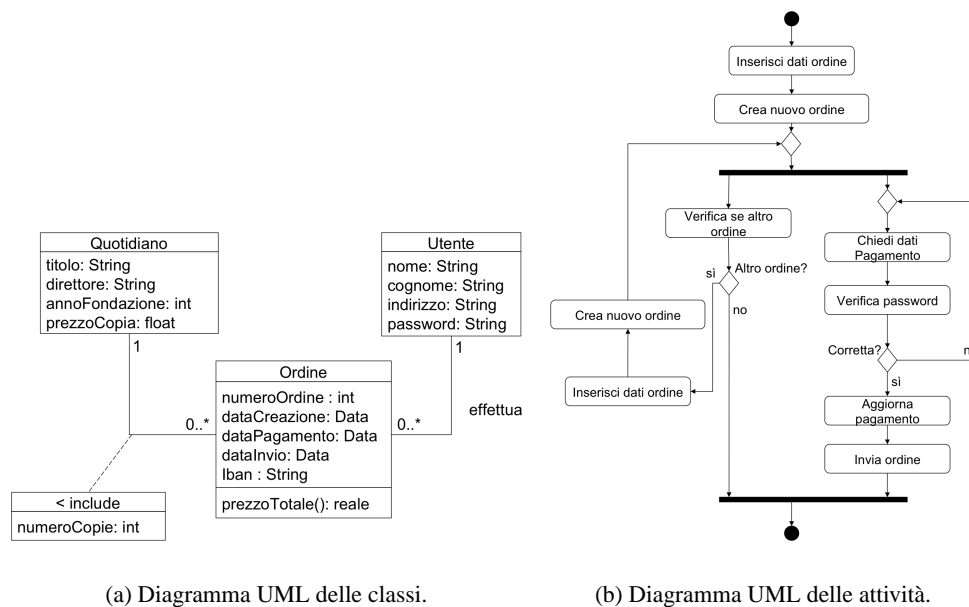 Quotidiano
titolo: String
direttore: String
annoFondazione: int
prezzoCopia: float
1
0..*
< include
numeroCopie: int
Ordine
numeroOrdine : int
dataCreazione: Data
dataPagamento: Data
dataInvio: Data
Iban : String
prezzoTotale(): reale
Utente
nome: String
cognome: String
indirizzo: String
password: String
1
effettua
0..*
(a) Diagramma UML delle classi.
Inserisci dati ordine
Crea nuovo ordine
Verifica se altro
ordine
Altro ordine?
sì
no
Crea nuovo ordine
Inserisci dati ordine
Chiedi dati
Pagamento
Verifica password
Corretta?
n
sì
Aggiorna
pagamento
Invia ordine
(b) Diagramma UML delle attività.